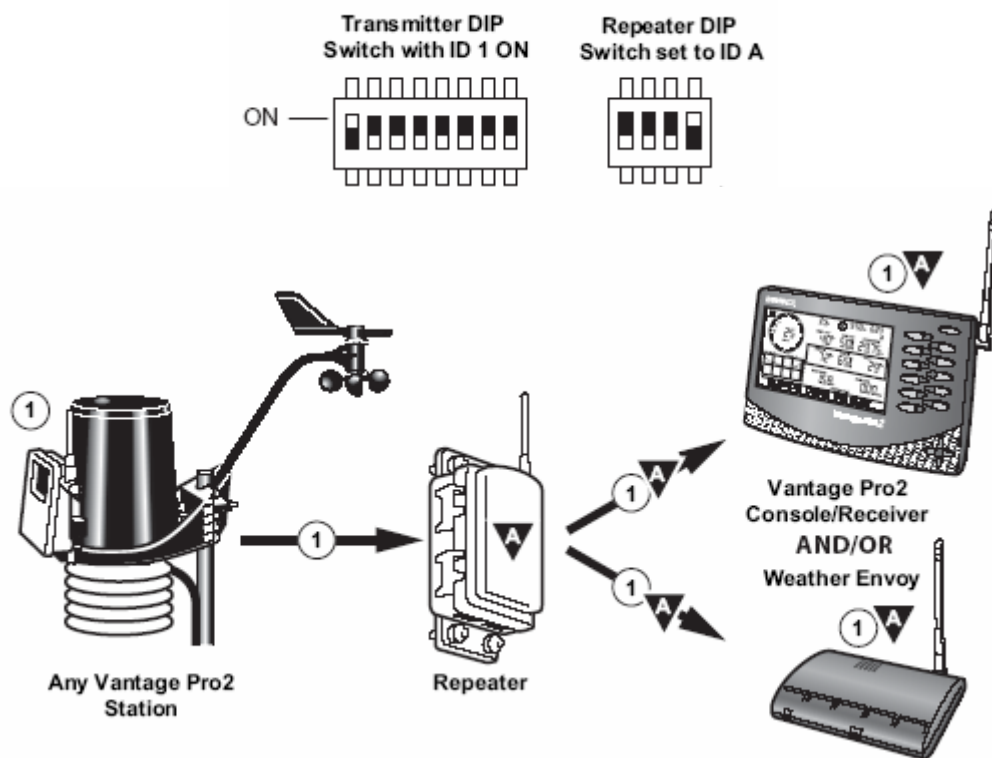 Transmitter DIP
Switch with ID 1 ON
Repeater DIP
Switch set to ID A
ON
1
A
1
1
A
1
A
1
A
Vantage Pro2
Console/Receiver
AND/OR
Weather Envoy
1
A
Any Vantage Pro2
Station
Repeater